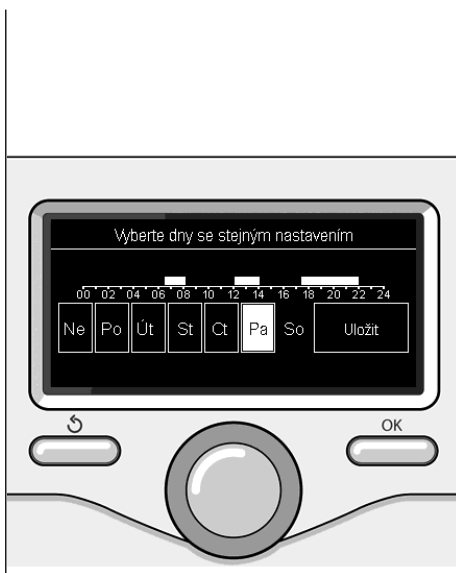 Vyberte dny se stejným nastavením
00 02 04 06 08 10 12 14 16 18 20 22 24
Ne Po Út St Ct Pa So Uložit
OK